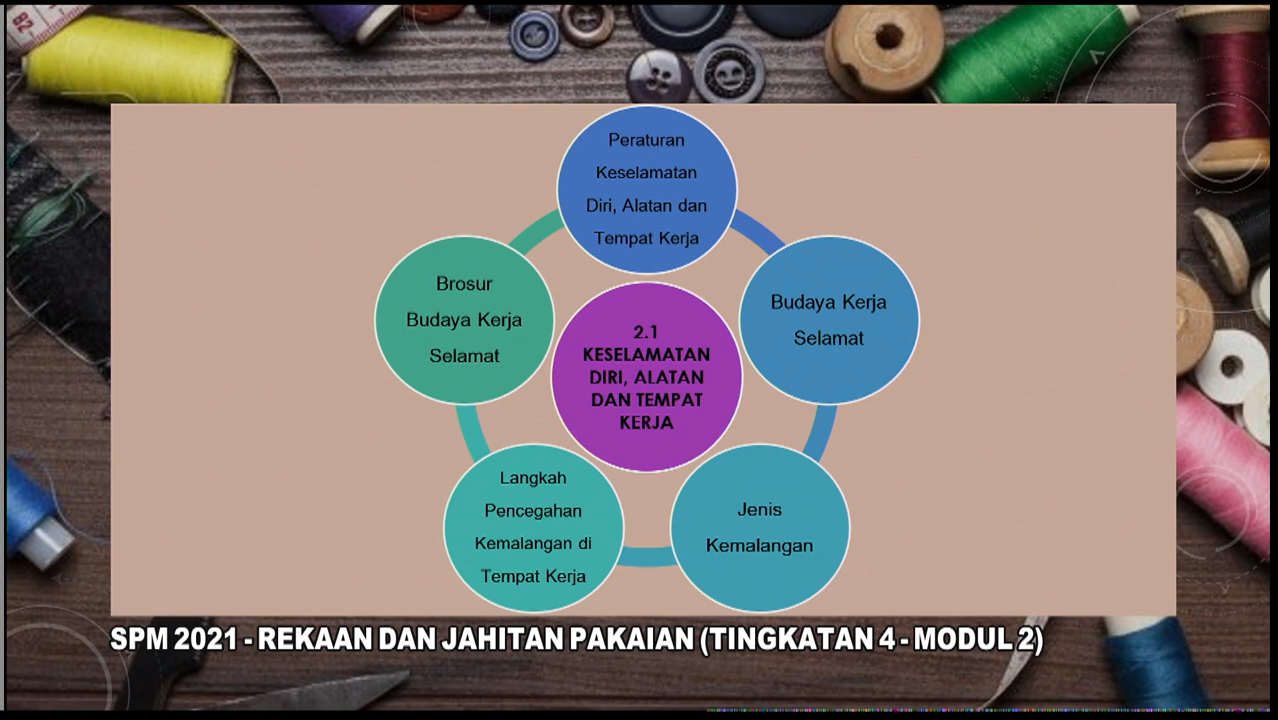 Peraturan
Keselamatan
Diri, Alatan dan
Tempat Kerja
Brosur
Budaya Kerja
Selamat
Budaya Kerja
Selamat
2.1
KESELAMATAN
DIRI, ALATAN
DAN TEMPAT
KERJA
Langkah
Pencegahan
Kemalangan di
Tempat Kerja
Jenis
Kemalangan
SPM 2021 - REKAAN DAN JAHITAN PAKAIAN (TINGKATAN 4 - MODUL 2)
82